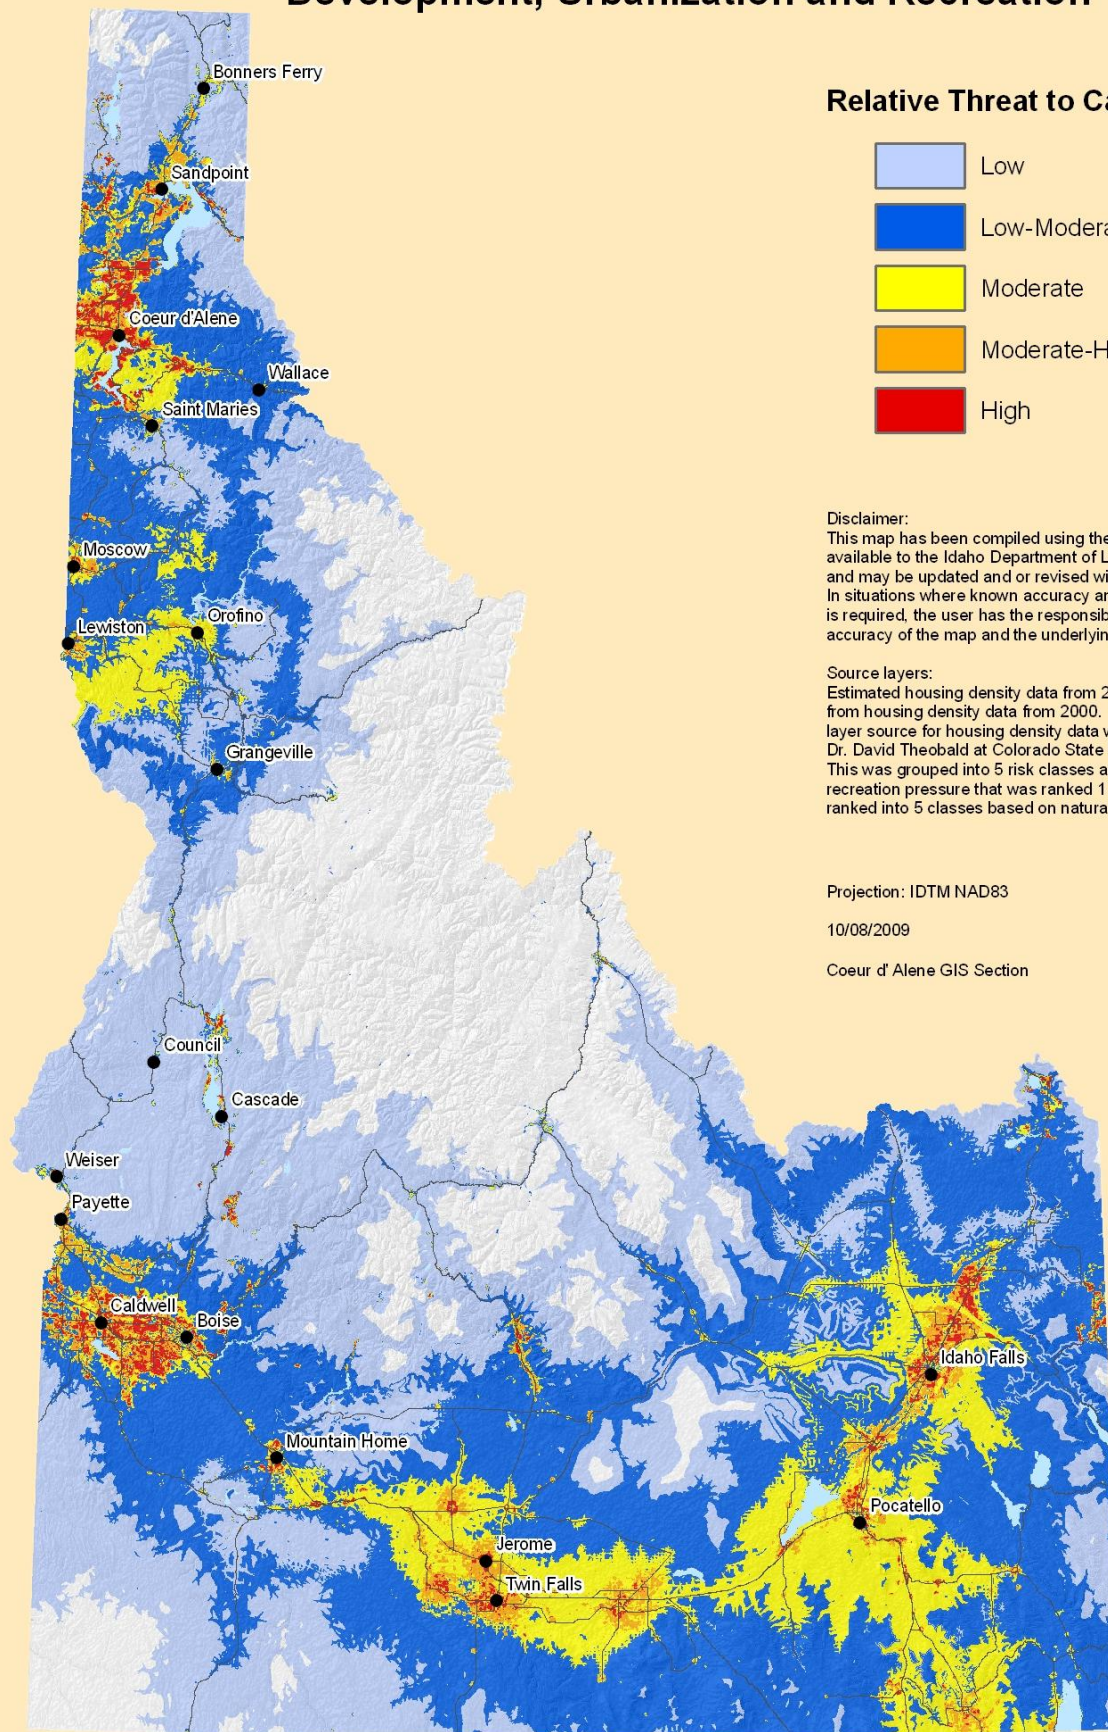 Development, Urbanization and Recreation
Relative Threat to Ca
Low
Low-Modera
Moderate
Moderate-H
High
Disclaimer:
This map has been compiled using the
available to the Idaho Department of L
and may be updated and or revised wi
In situations where known accuracy an
is required, the user has the responsib
accuracy of the map and the underlyin
Source layers:
Estimated housing density data from 2
from housing density data from 2000.
layer source for housing density data w
Dr. David Theobald at Colorado State
This was grouped into 5 risk classes a
recreation pressure that was ranked 1
ranked into 5 classes based on natura
Projection: IDTM NAD83
10/08/2009
Coeur d' Alene GIS Section
Bonners Ferry
Sandpoint
Coeur d'Alene
Wallace
Saint Maries
Moscow
Orofino
Lewiston
Grangeville
Council
Cascade
Weiser
Payette
Caldwell
Boise
Idaho Falls
Mountain Home
Pocatello
Jerome
Twin Falls